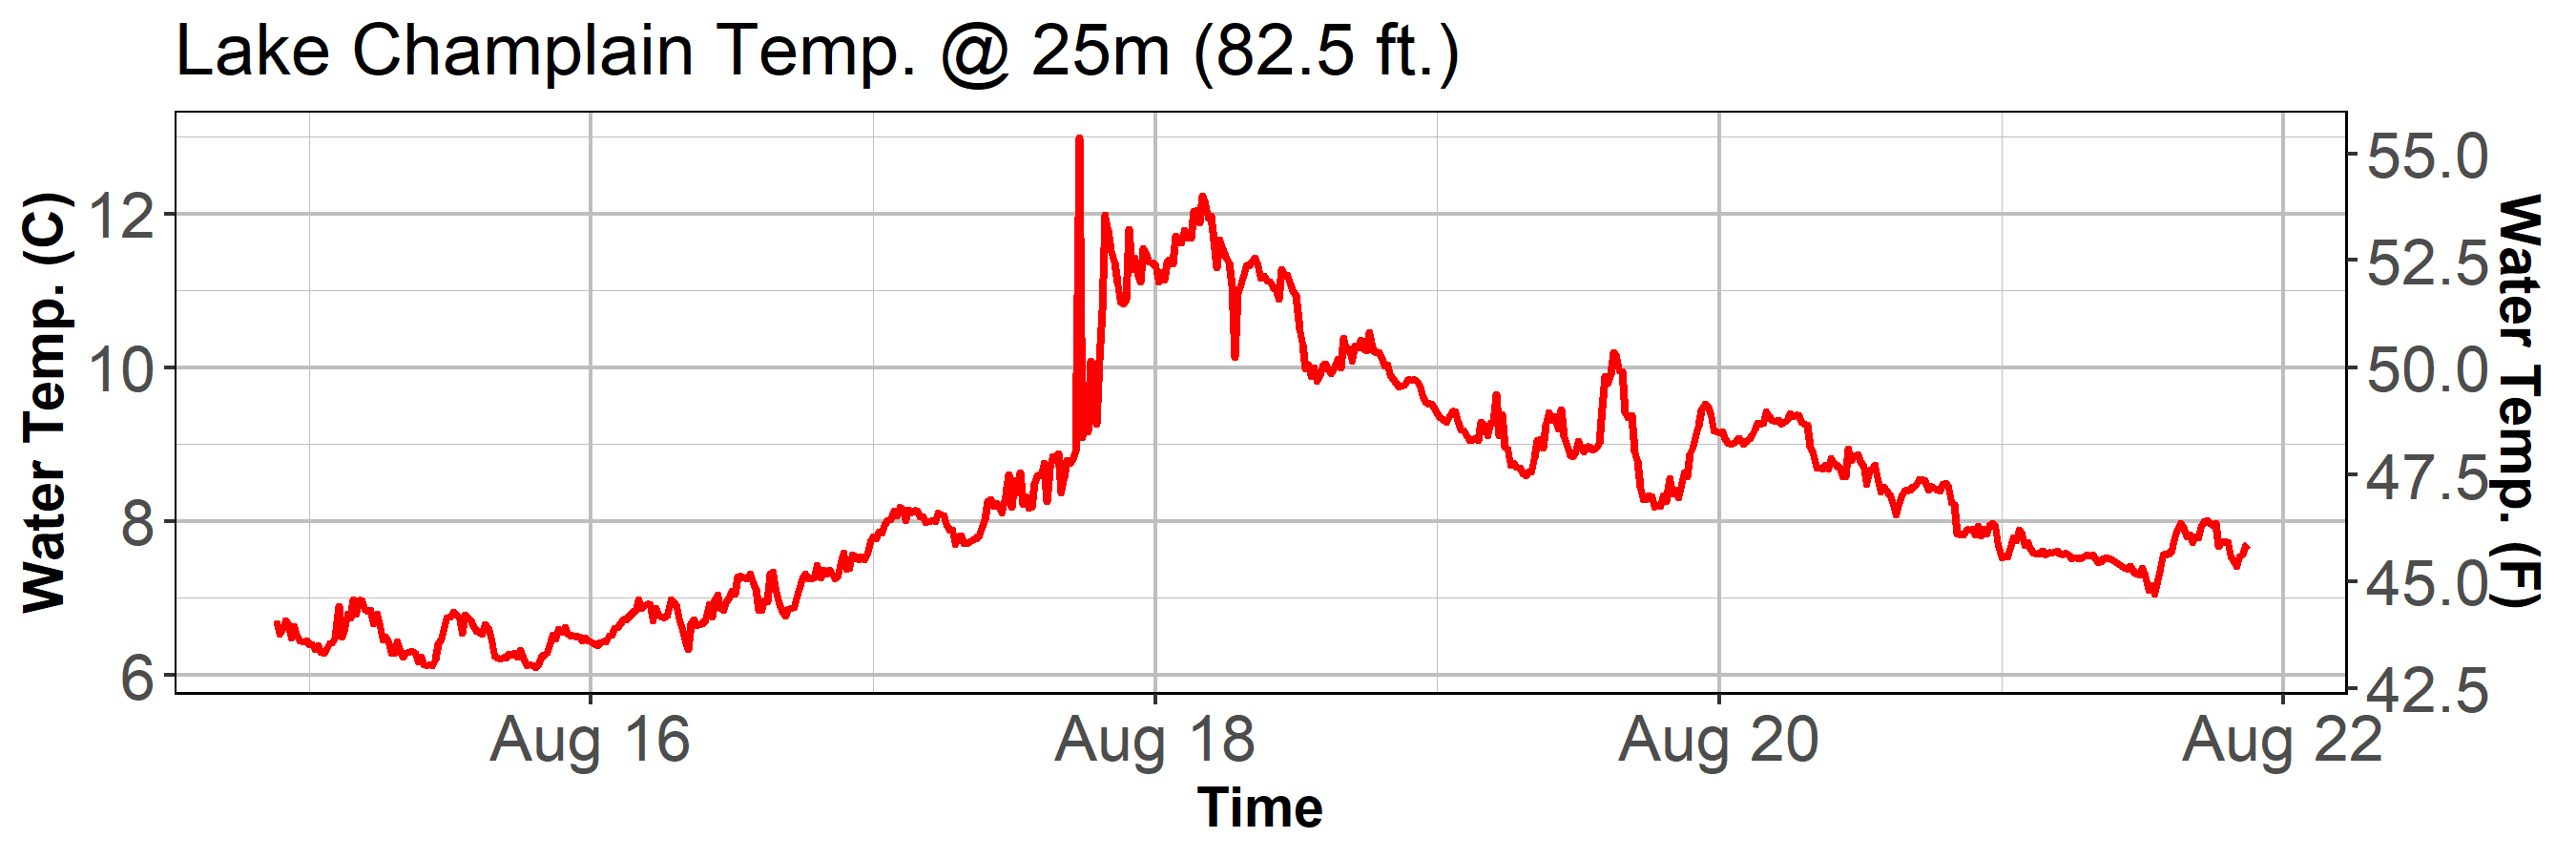 Lake Champlain Temp. @ 25m (82.5 ft.)
Water Temp. (C)
12
10
8
6
55.0
52.5
50.0
47.5
45.0
42.5
Water Temp. (F)
Aug 16
Aug 18
Aug 20
Aug 22
Time